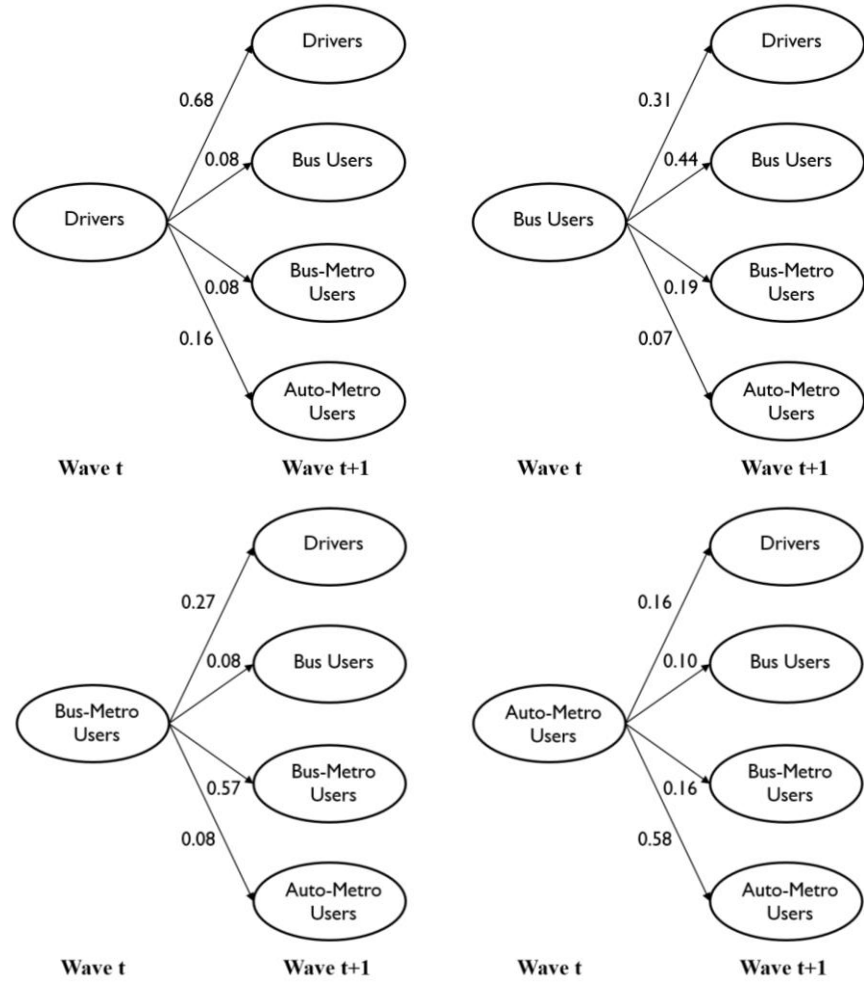 Drivers
0.68
0.08
Bus Users
Drivers
0.08
Bus-Metro
Users
0.16
Auto-Metro
Users
Wave t
Wave t+1
Drivers
0.31
0.44
Bus Users
Bus Users
0.19
Bus-Metro
Users
0.07
Auto-Metro
Users
Wave t
Wave t+1
Drivers
0.27
0.08
Bus Users
Bus-Metro
Users
0.57
Bus-Metro
Users
0.08
Auto-Metro
Users
Wave t
Wave t+1
Drivers
0.16
0.10
Bus Users
Auto-Metro
Users
0.16
Bus-Metro
Users
0.58
Auto-Metro
Users
Wave t
Wave t+1